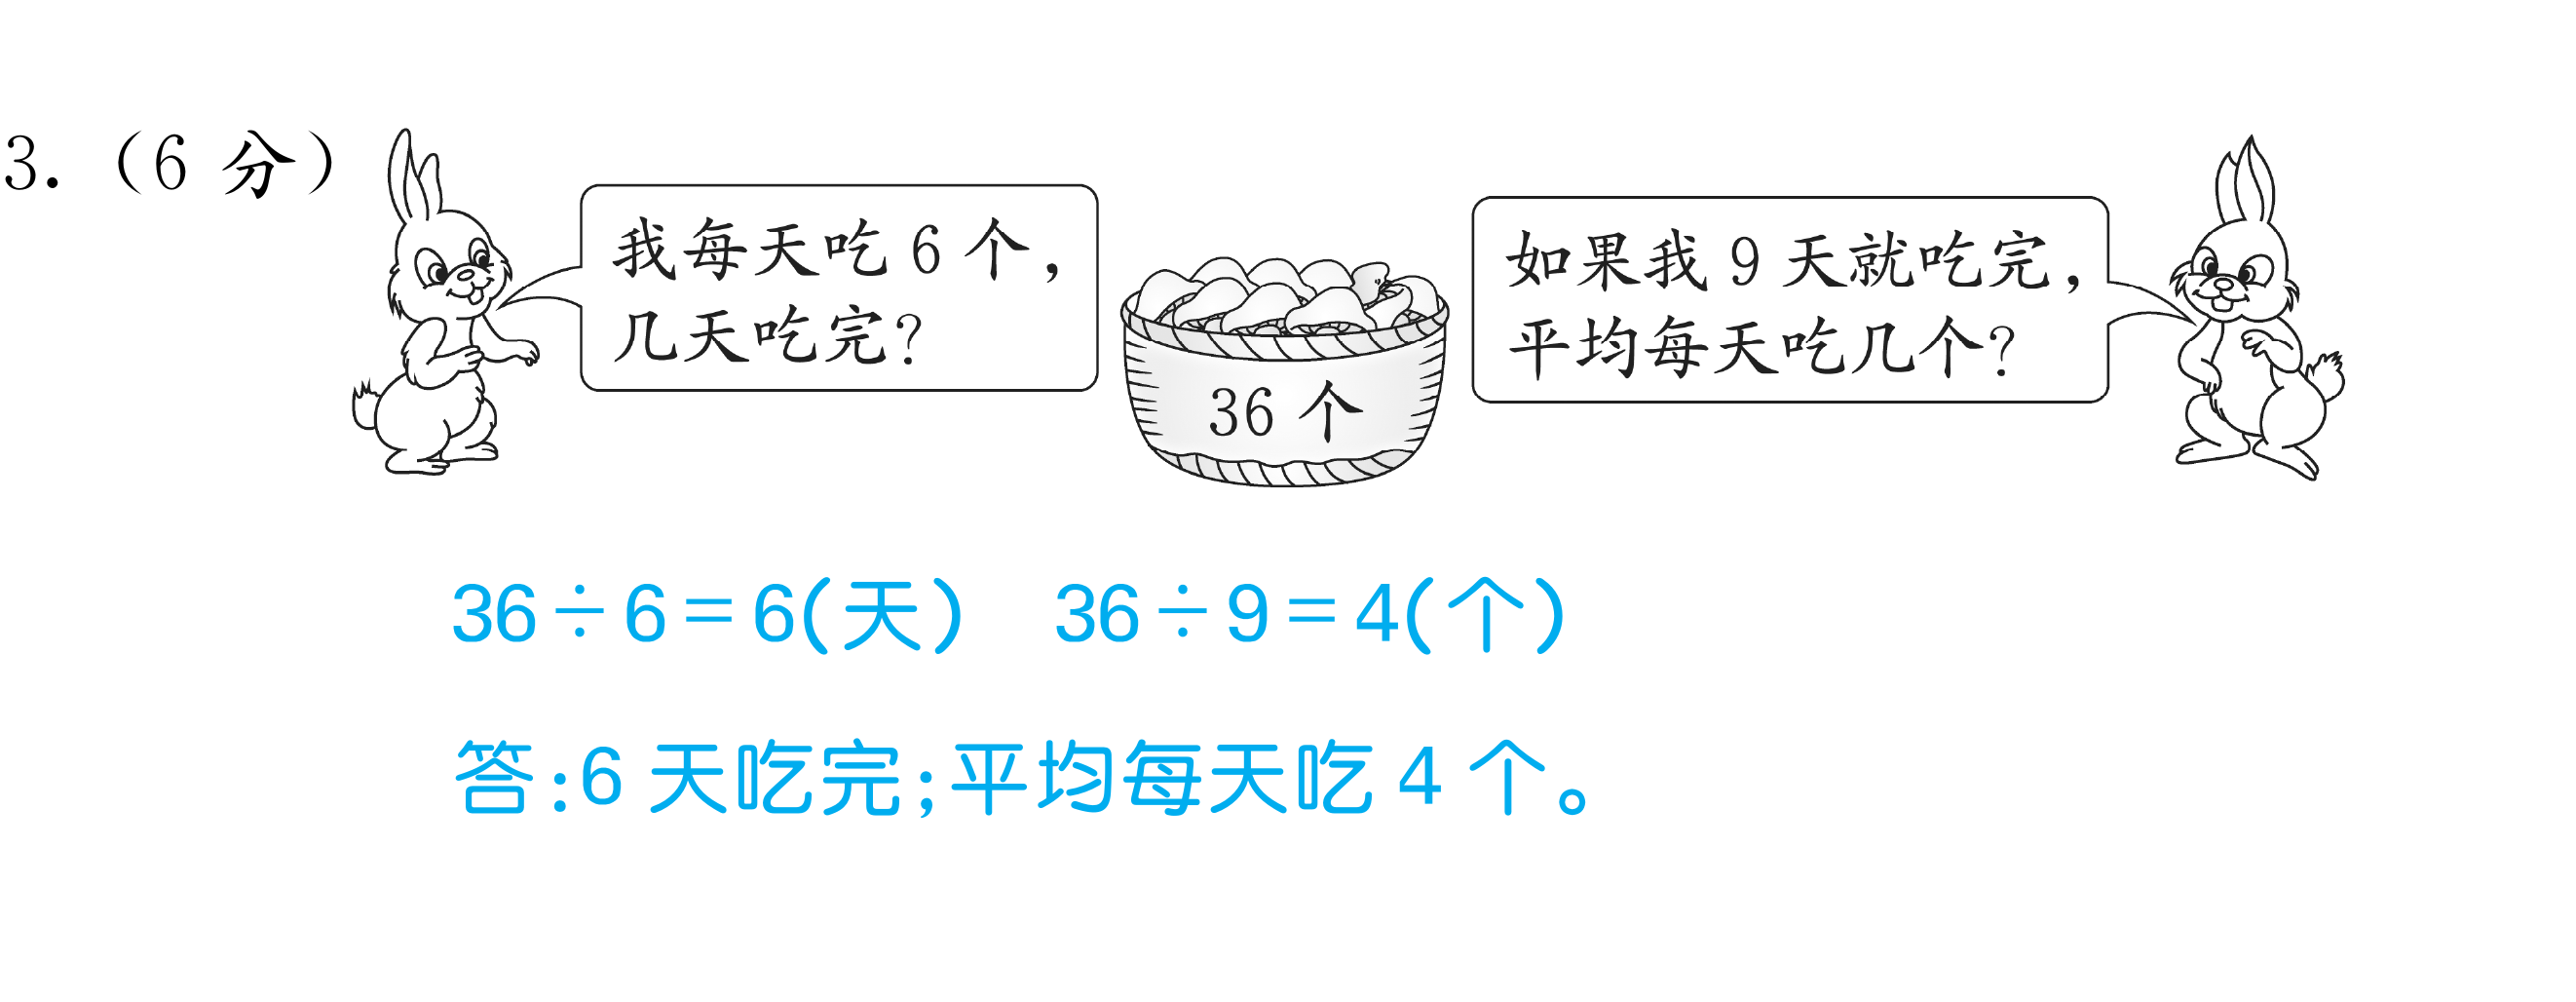 3.（6 分）
我每天吃 6 个，
几天吃完？
36 个
如果我 9 天就吃完，
平均每天吃几个？
36÷6=6(天)　36÷9=4(个)
答:6 天吃完;平均每天吃 4 个。